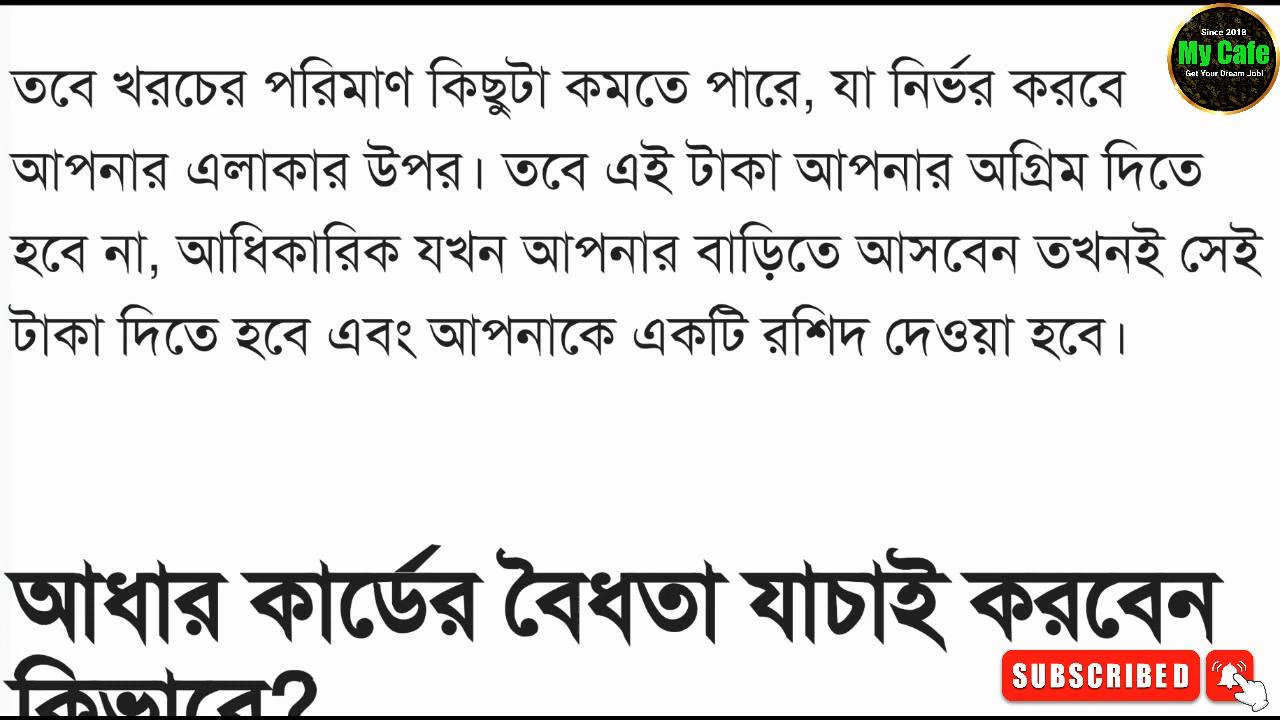 Since 2018
My Cafe
Get Your Dream Job!
তবে খরচের পরিমাণ কিছুটা কমতে পারে, যা নির্ভর করবে
আপনার এলাকার উপর। তবে এই টাকা আপনার অগ্রিম দিতে
হবে না, আধিকারিক যখন আপনার বাড়িতে আসবেন তখনই সেই
টাকা দিতে হবে এবং আপনাকে একটি রশিদ দেওয়া হবে।
আধার কার্ডের বৈধতা যাচাই করবেন
কিভাবে?
SUBSCRIBED